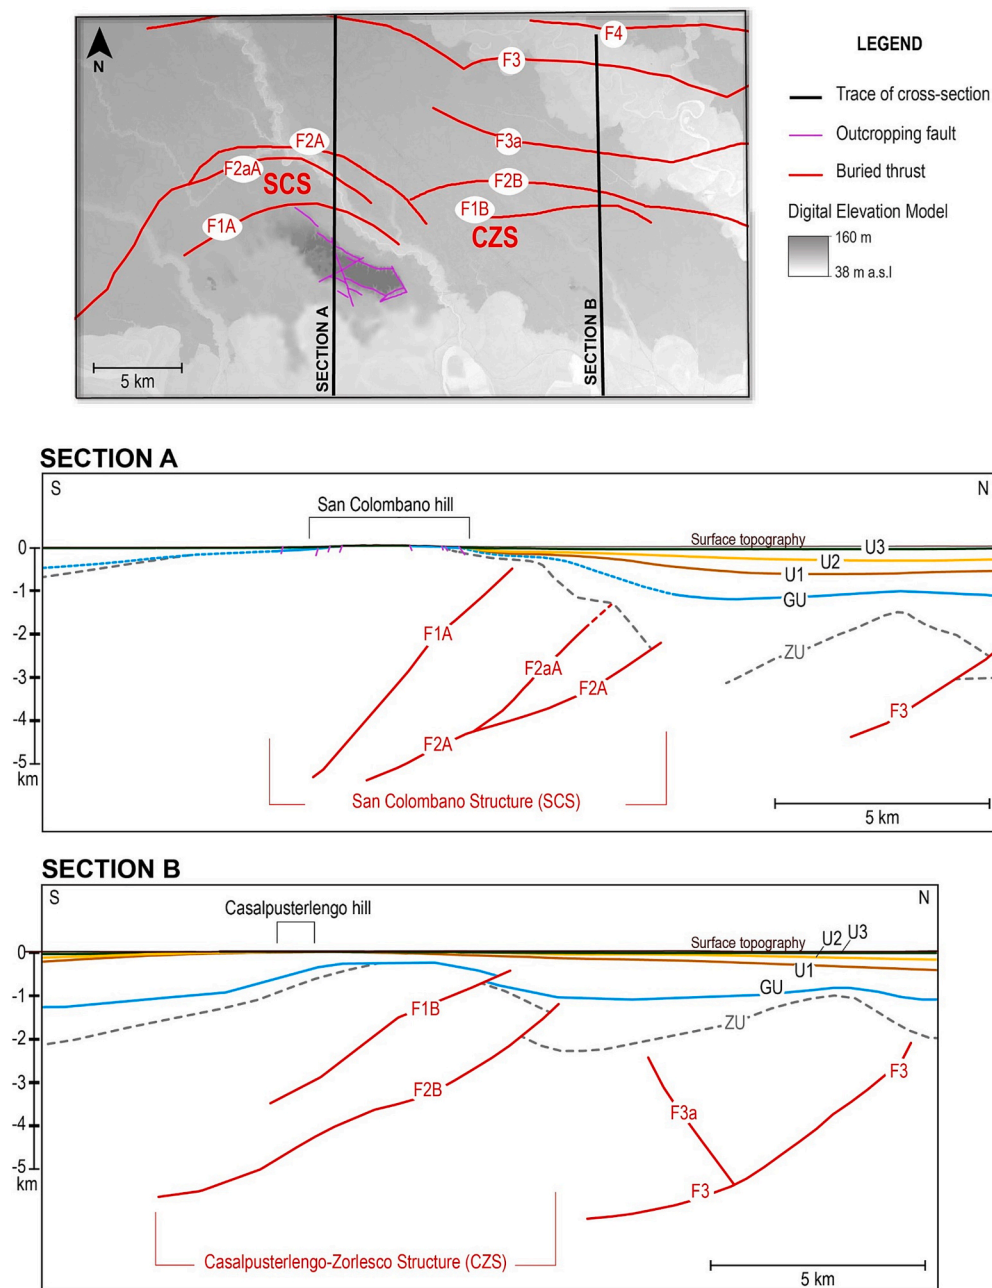 F4
F3
N
F2A
F3a
F2aA
SCS
F2B
F1A
F1B
CZS
SECTION A
SECTION B
5 km
LEGEND
Trace of cross-section
Outcropping fault
Buried thrust
Digital Elevation Model
160 m
38 m a.s.l
SECTION A
S
N
San Colombano hill
Surface topography
U3
U2
U1
GU
ZU
F1A
F2aA
F2A
F2A
F3
0
-1
-2
-3
-4
-5
km
San Colombano Structure (SCS)
5 km
SECTION B
S
N
Casalpusterlengo hill
Surface topography
U2
U3
U1
GU
ZU
F1B
F2B
F3a
F3
F3
0
-1
-2
-3
-4
-5
km
Casalpusterlengo-Zorlesco Structure (CZS)
5 km